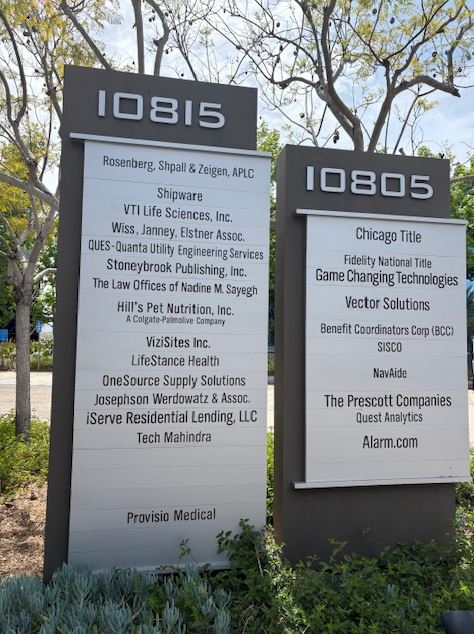 10815
Rosenberg, Shpall & Zeigen, APLC
Shipware
VTI Life Sciences, Inc.
Wiss, Janney, Elstner Assoc.
QUES-Quanta Utility Engineering Services
Stoneybrook Publishing, Inc.
The Law Offices of Nadine M. Sayegh
Hill's Pet Nutrition, Inc.
A Colgate-Palmolive Company
ViziSites Inc.
LifeStance Health
OneSource Supply Solutions
Josephson Werdowatz & Assoc.
iServe Residential Lending, LLC
Tech Mahindra
Provisio Medical
10805
Chicago Title
Fidelity National Title
Game Changing Technologies
Vector Solutions
Benefit Coordinators Corp (BCC)
SISCO
NavAide
The Prescott Companies
Quest Analytics
Alarm.com